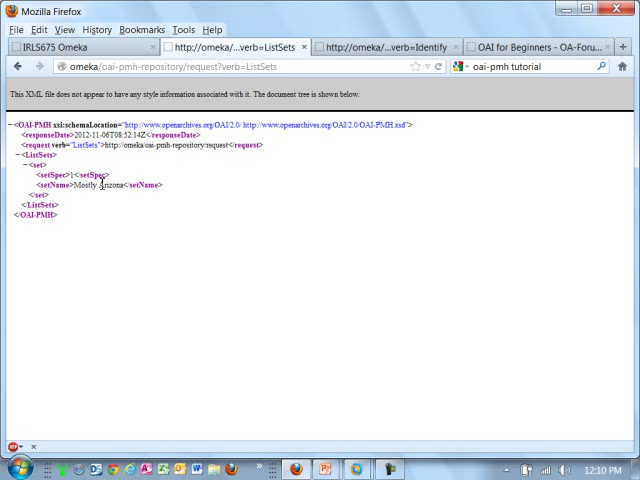 Mozilla Firefox
File Edit View History Bookmarks Tools Help
IRLS675 Omeka × http://omeka/...verb=ListSets × http://omeka/...verb=Identify × OAI for Beginners - OA-Foru... × +
omeka/oai-pmh-repository/request?verb=ListSets oai-pmh tutorial
This XML file does not appear to have any style information associated with it. The document tree is shown below.
−<OAI-PMH xsi:schemaLocation="http://www.openarchives.org/OAI/2.0/ http://www.openarchives.org/OAI/2.0/OAI-PMH.xsd">
<responseDate>2012-11-06T08:52:14Z</responseDate>
<request verb="ListSets">http://omeka/oai-pmh-repository/request</request>
−<ListSets>
−<set>
<setSpec>1</setSpec>
<setName>Mostly Arizona</setName>
</set>
</ListSets>
</OAI-PMH>
×
12:10 PM